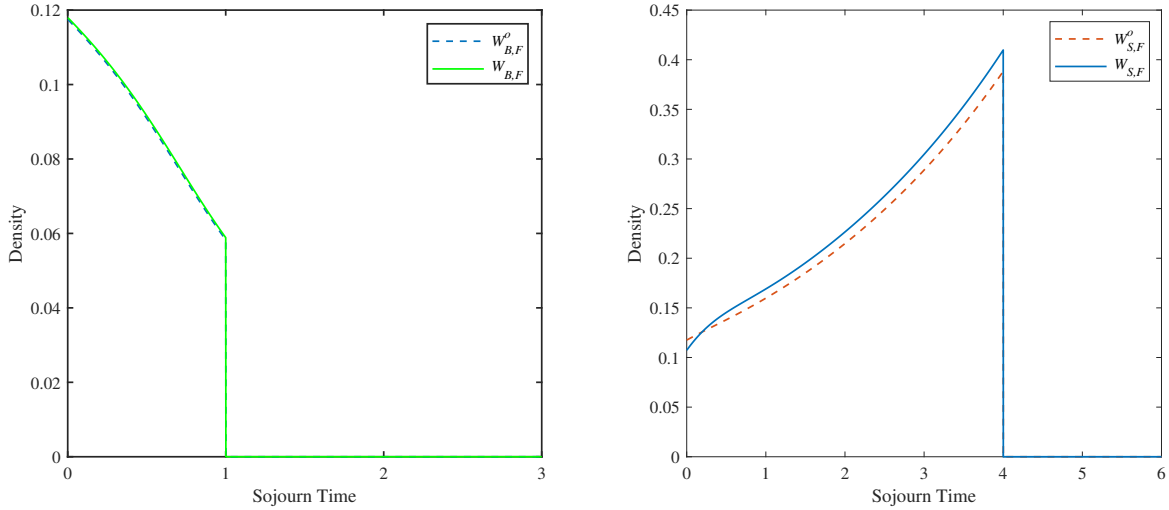 0.12
0.1
0.08
0.06
0.04
0.02
0
Density
0 1 2 3
Sojourn Time
W^o_{B,F}
W_{B,F}
0.45
0.4
0.35
0.3
0.25
0.2
0.15
0.1
0.05
0
Density
0 1 2 3 4 5 6
Sojourn Time
W^o_{S,F}
W_{S,F}